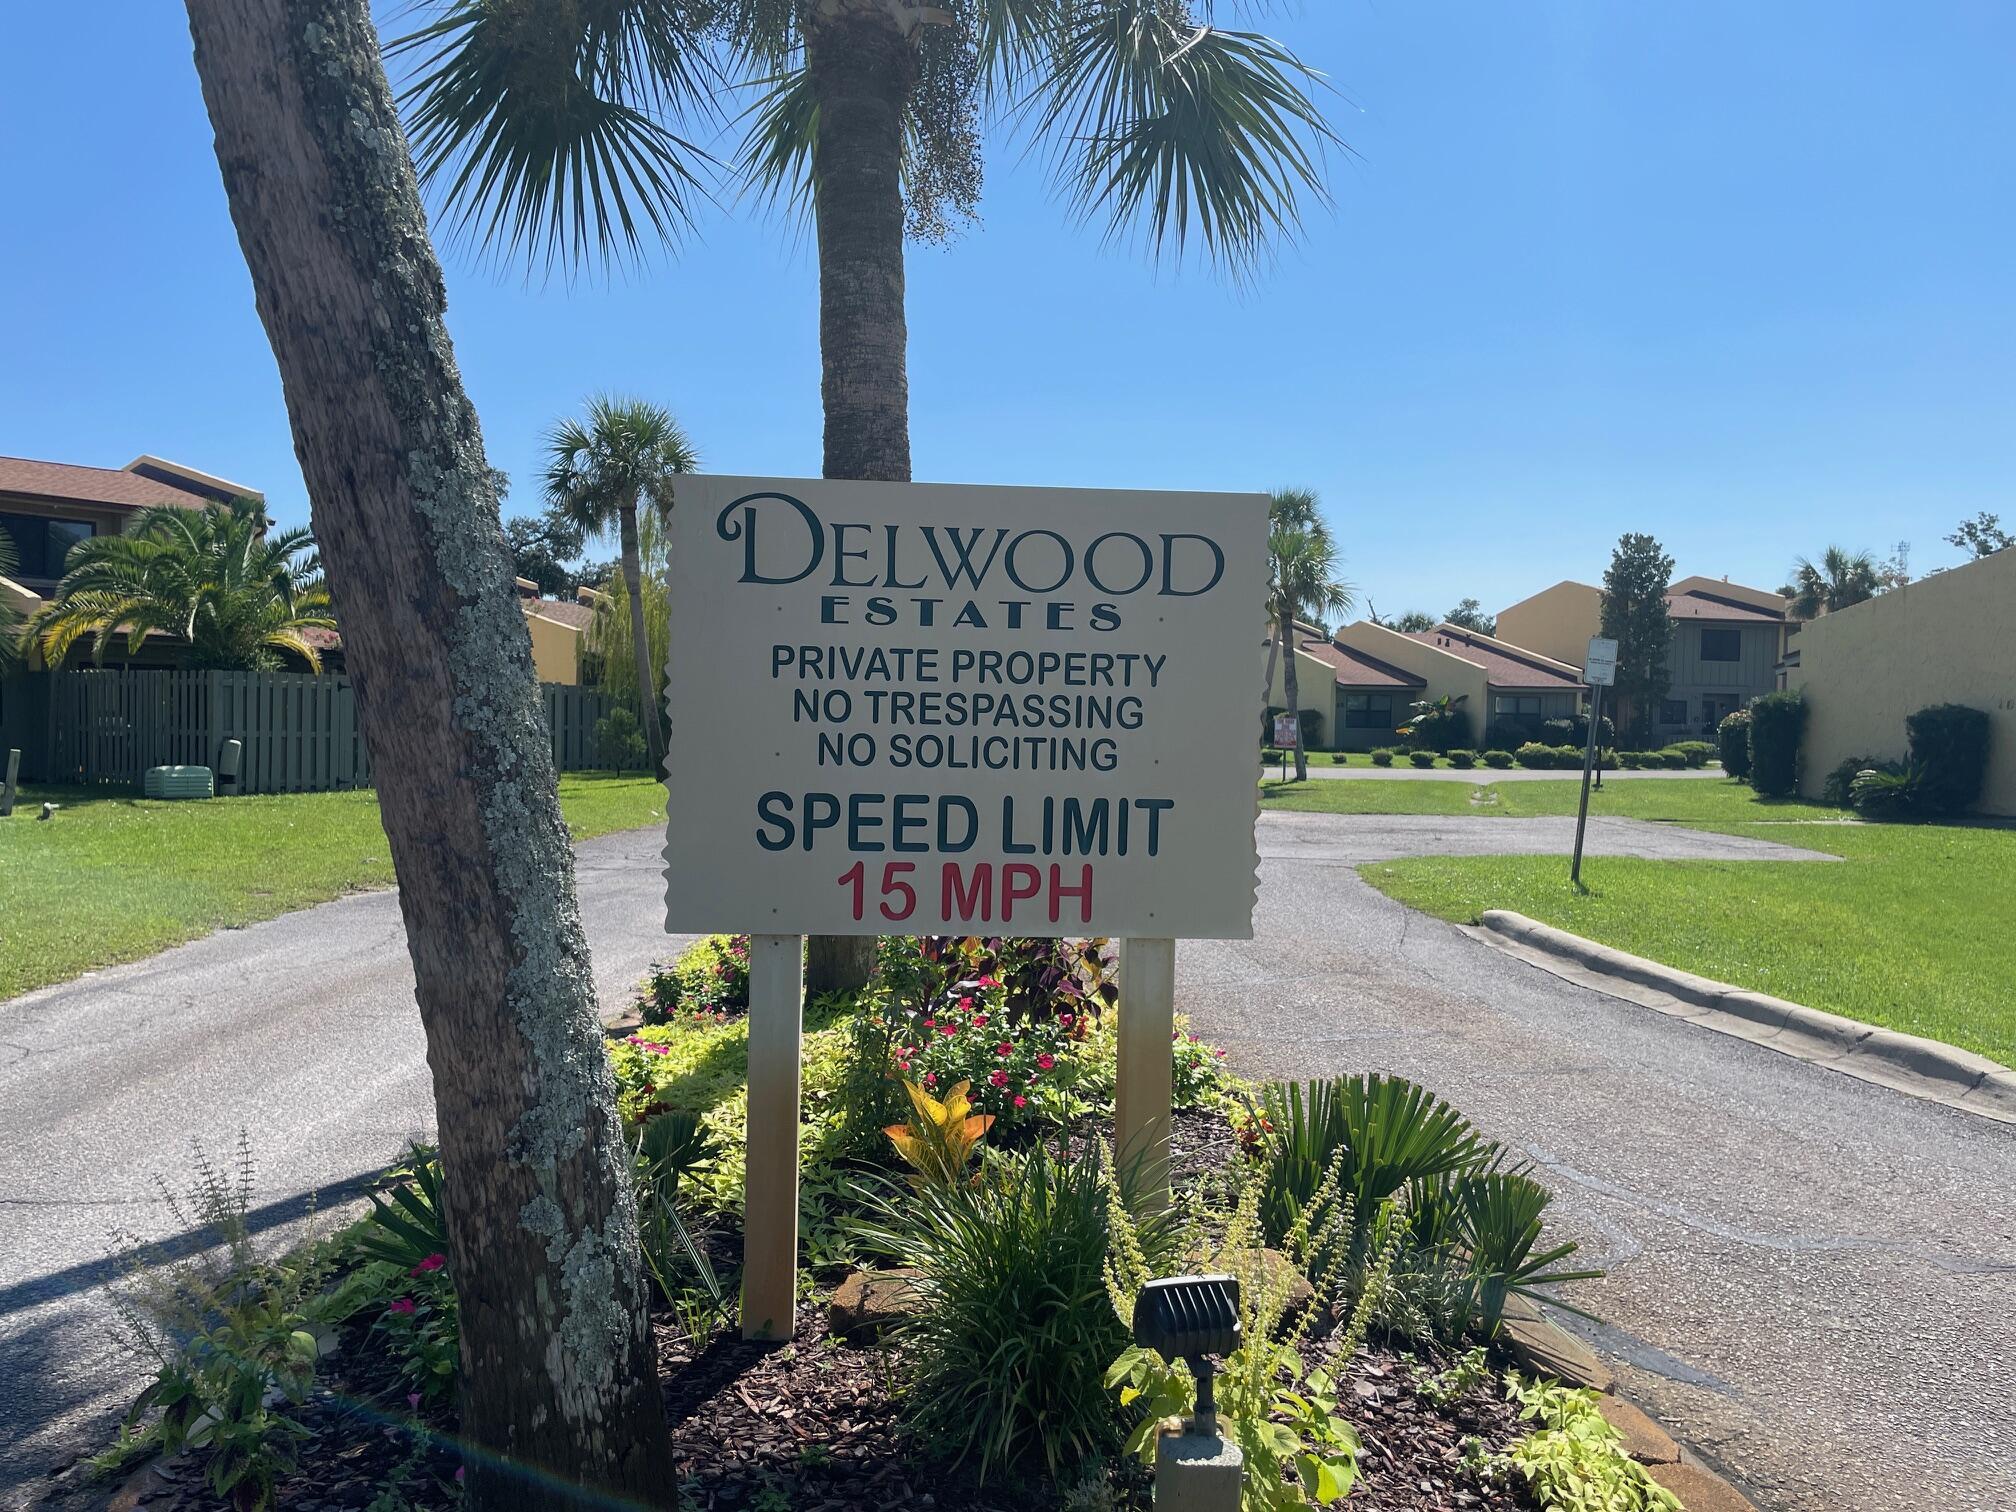 DELWOOD
ESTATES
PRIVATE PROPERTY
NO TRESPASSING
NO SOLICITING
SPEED LIMIT
15 MPH